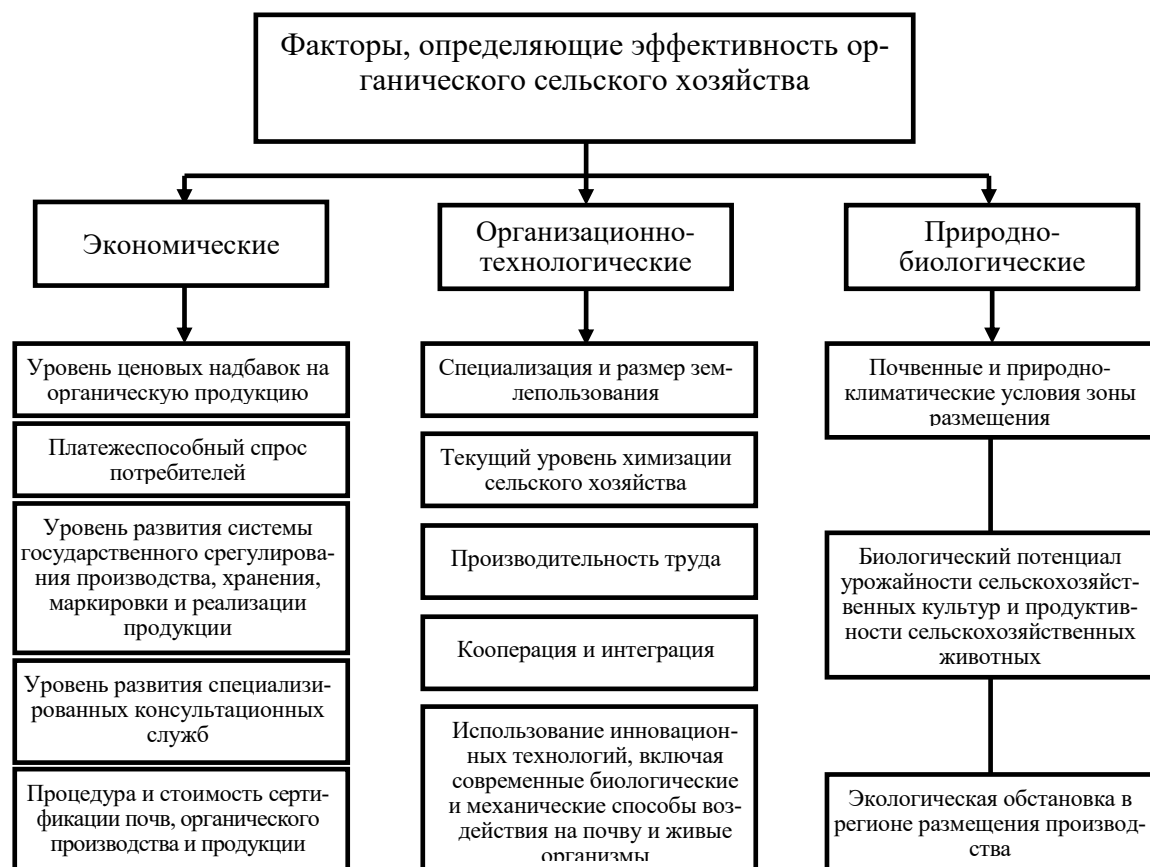 Факторы, определяющие эффективность ор-
ганического сельского хозяйства
Экономические
Организационно-
технологические
Природно-
биологические
Уровень ценовых надбавок на
органическую продукцию
Платежеспособный спрос
потребителей
Уровень развития системы
государственного срегулирова-
ния производства, хранения,
маркировки и реализации
продукции
Уровень развития специализи-
рованных консультационных
служб
Процедура и стоимость серти-
фикации почв, органического
производства и продукции
Специализация и размер зем-
лепользования
Текущий уровень химизации
сельского хозяйства
Производительность труда
Кооперация и интеграция
Использование инновацион-
ных технологий, включая
современные биологические
и механические способы воз-
действия на почву и живые
организмы
Почвенные и природно-
климатические условия зоны
размещения
Биологический потенциал
урожайности сельскохозяйст-
венных культур и продуктив-
ности сельскохозяйственных
животных
Экологическая обстановка в
регионе размещения производ-
ства